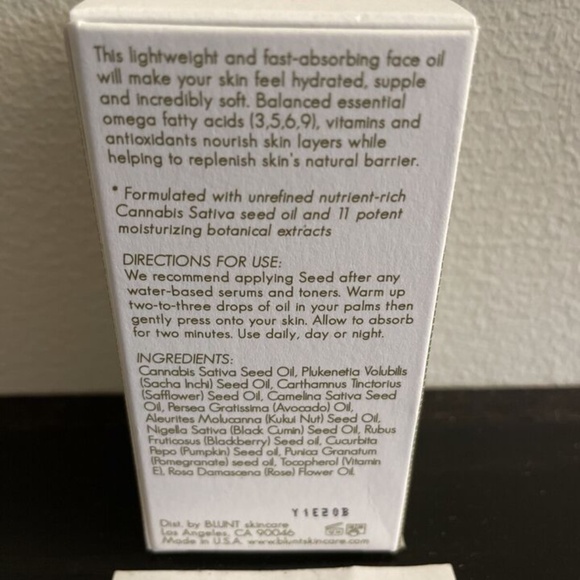 This lightweight and fast-absorbing face oil
will make your skin feel hydrated, supple
and incredibly soft. Balanced essential
omega fatty acids (3,5,6,9), vitamins and
antioxidants nourish skin layers while
helping to replenish skin's natural barrier.
* Formulated with unrefined nutrient-rich
Cannabis Sativa seed oil and 11 potent
moisturizing botanical extracts
DIRECTIONS FOR USE:
We recommend applying Seed after any
water-based serums and toners. Warm up
two-to-three drops of oil in your palms then
gently press onto your skin. Allow to absorb
for two minutes. Use daily, day or night.
INGREDIENTS:
Cannabis Sativa Seed Oil, Plukenetia Volubilis
(Sacha Inchi) Seed Oil, Carthamnus Tinctorius
(Safflower) Seed Oil, Camelina Sativa Seed
Oil, Persea Gratissima (Avocado) Oil,
Aleurites Molucanna (Kukui Nut) Seed Oil,
Nigella Sativa (Black Cumin) Seed Oil, Rubus
Fruticosus (Blackberry) Seed oil, Cucurbita
Pepo (Pumpkin) Seed oil, Punica Granatum
(Pomegranate) seed oil, Tocopherol (Vitamin
E), Rosa Damascena (Rose) Flower Oil.
Y1E20B
Dist. by BLUNT skincare
Los Angeles, CA 90046
Made in U.S.A. www.bluntskincare.com